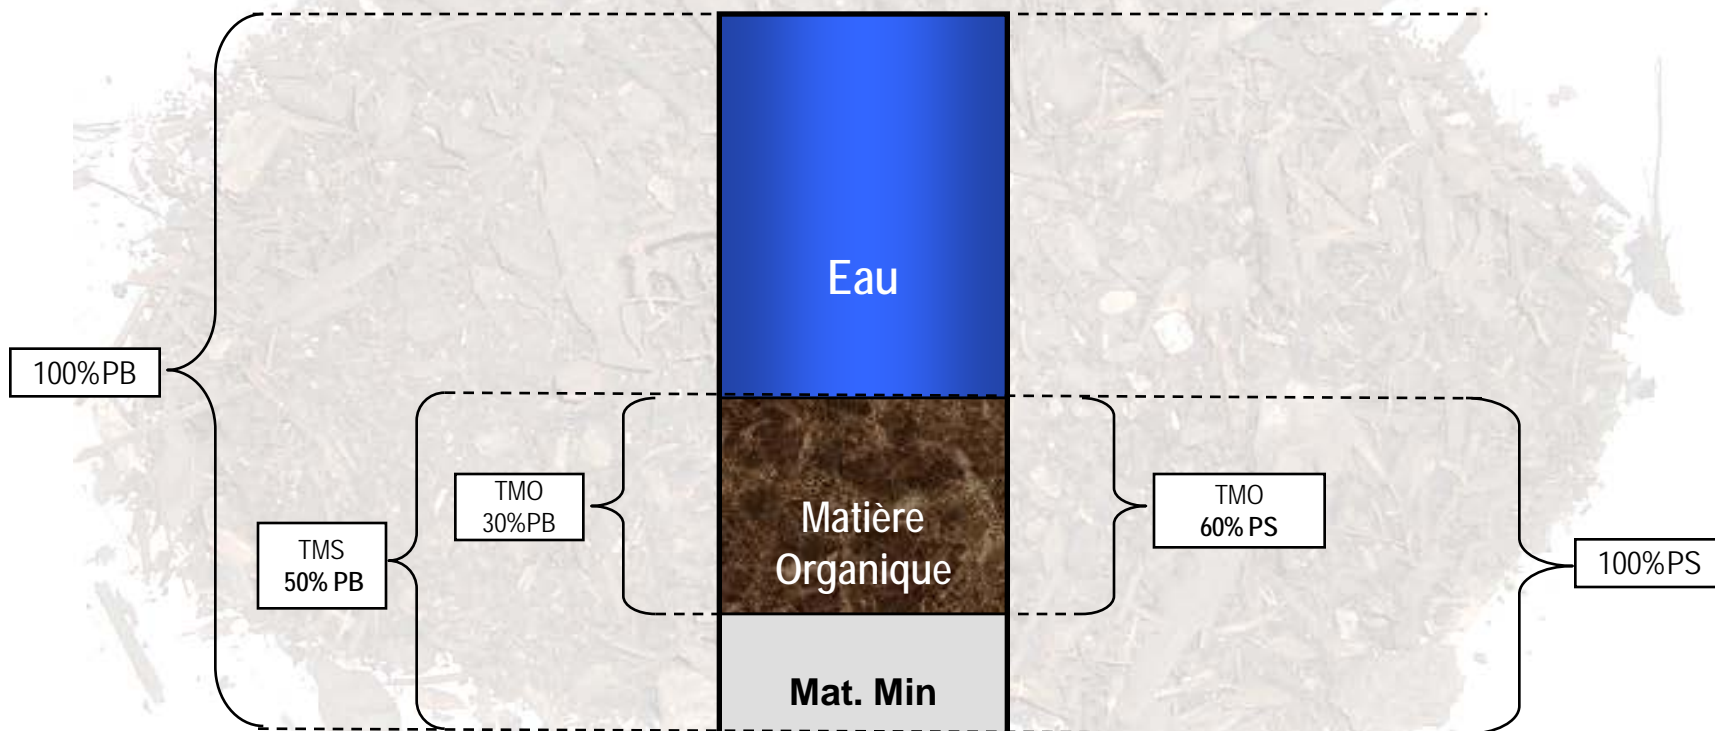 Eau
100%PB
TMO
30%PB
TMO
60% PS
Matière
Organique
TMS
50% PB
100%PS
Mat. Min